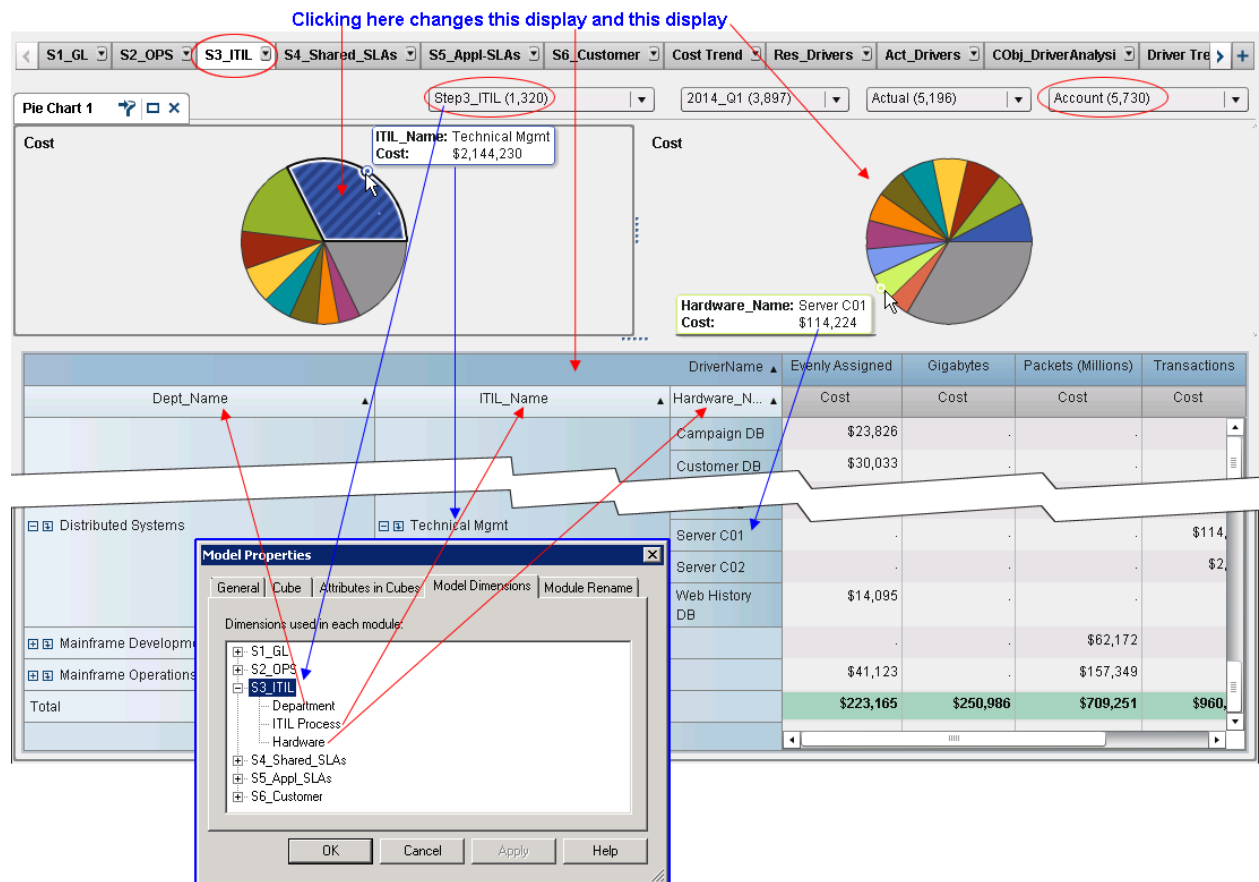 Clicking here changes this display and this display
S1_GL S2_OPS S3_ITIL S4_Shared_SLAs S5_Appl-SLAs S6_Customer Cost Trend Res_Drivers Act_Drivers CObj_DriverAnalysi Driver Tre
Pie Chart 1
Step3_ITIL (1,320) 2014_Q1 (3,897) Actual (5,196) Account (5,730)
Cost
ITIL_Name: Technical Mgmt
Cost: $2,144,230
Cost
Hardware_Name: Server C01
Cost: $114,224
DriverName Evenly Assigned Gigabytes Packets (Millions) Transactions
Dept_Name ITIL_Name Hardware_N... Cost Cost Cost Cost
Campaign DB $23,826 . .
Customer DB $30,033 . .
Distributed Systems Technical Mgmt Server C01 . . . $114,
Server C02 . . . $2,
Web History DB $14,095 . .
Mainframe Developm . . $62,172
Mainframe Operations $41,123 . $157,349
Total $223,165 $250,986 $709,251 $960,
Model Properties
General Cube Attributes in Cubes Model Dimensions Module Rename
Dimensions used in each module:
S1_GL
S2_OPS
S3_ITIL
Department
ITIL Process
Hardware
S4_Shared_SLAs
S5_Appl_SLAs
S6_Customer
OK Cancel Apply Help